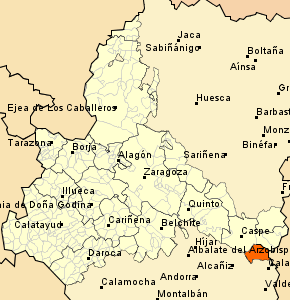 Jaca
Sabiñánigo
Boltaña
Aínsa
Ejea de Los Caballeros
Huesca
Barbast
Monz
Tarazona
Borja
Binéfar
Alagón
Sariñena
Zaragoza
Illueca
nia de Doña Godina
Quinto
Calatayud
Cariñena
Belchite
Caspe
Híjar
Albalate del Arzobisp
Daroca
Alcañiz
Cala
Andorra
Calamocha
Valde
Montalbán